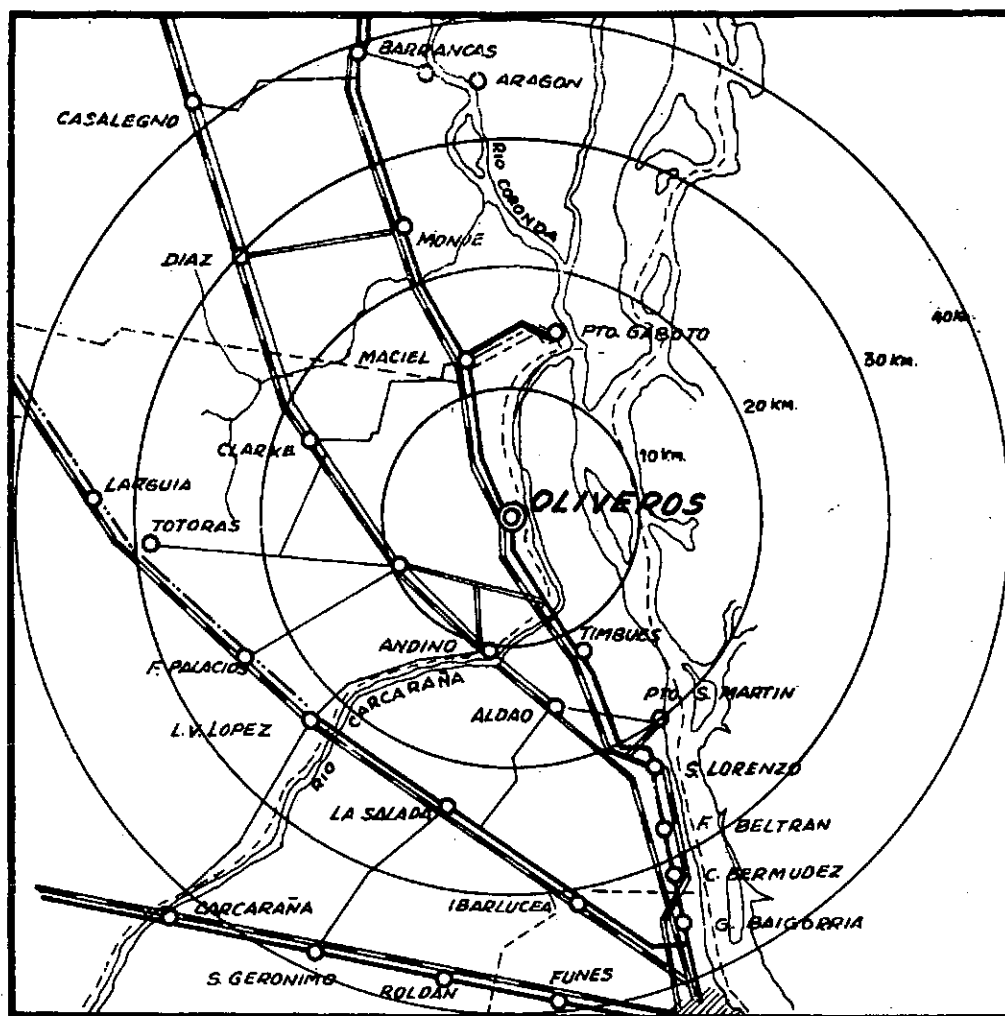 BARRANCAS
ARAGON
CASALEGNO
RIO CORONDA
MONJE
DIAZ
40 Km.
PTO. GABOTO
MACIEL
30 KM.
20 KM.
CLARKE
10 Km.
LARGUIA
OLIVEROS
TOTORAS
ANDINO
TIMBUES
F. PALACIOS
CARCARAÑA
PTO. S. MARTIN
L.V. LOPEZ
ALDAO
RIO
S. LORENZO
LA SALADA
F. BELTRAN
C. BERMUDEZ
CARCARAÑA
IBARLUCEA
G. BAIGORRIA
S. GERONIMO
ROLDAN
FUNES